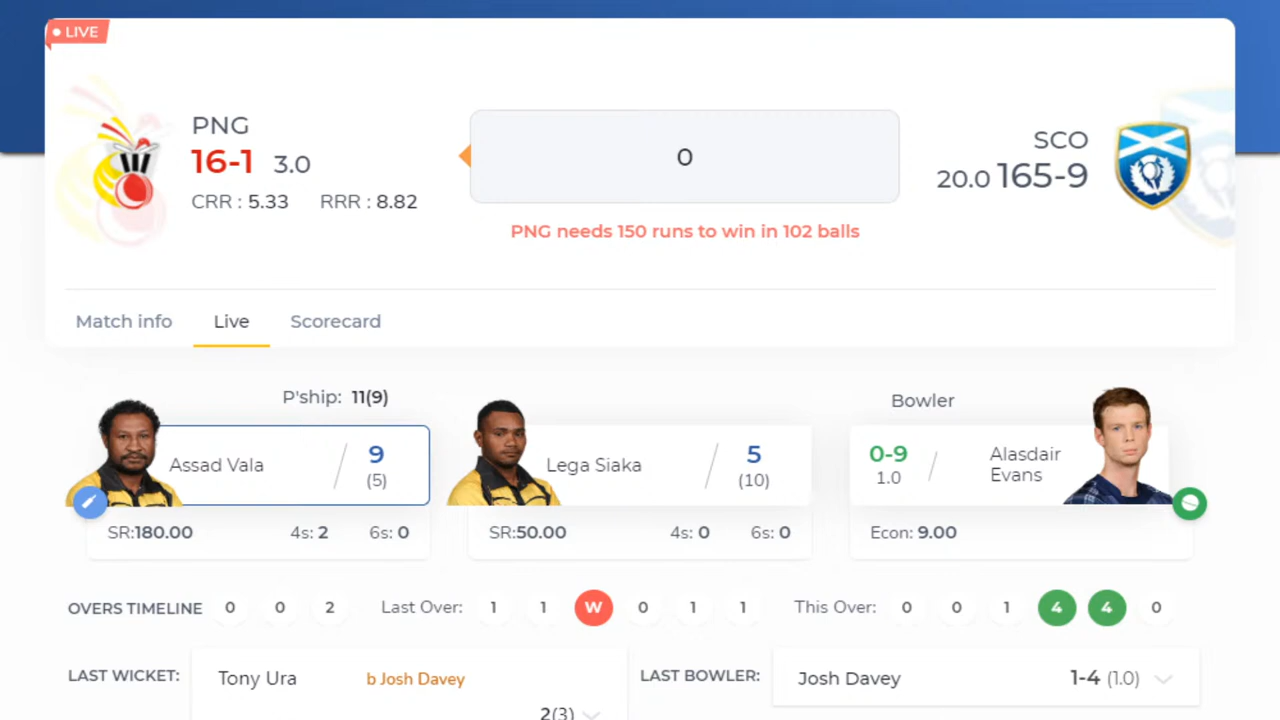 LIVE
PNG
16-1 3.0
CRR : 5.33 RRR : 8.82
0
PNG needs 150 runs to win in 102 balls
SCO
20.0 165-9
Match info Live Scorecard
P'ship: 11(9)
Assad Vala 9
(5)
SR:180.00 4s: 2 6s: 0
Lega Siaka 5
(10)
SR:50.00 4s: 0 6s: 0
Bowler
0-9
1.0
Alasdair
Evans
Econ: 9.00
OVERS TIMELINE 0 0 2 Last Over: 1 1 W 0 1 1 This Over: 0 0 1 4 4 0
LAST WICKET: Tony Ura b Josh Davey
2(3)
LAST BOWLER: Josh Davey 1-4 (1.0)